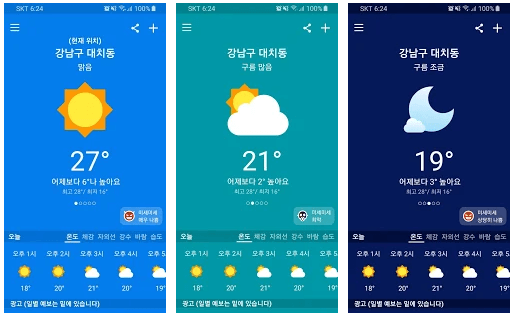 SKT 6:24 100%
(현재 위치)
강남구 대치동
맑음
27°
어제보다 6°나 높아요
최고 28°/ 최저 16°
미세미세
매우 나쁨
오늘 온도 체감 자외선 강수 바람 습도
오후 1시 오후 2시 오후 3시 오후 4시 오후 5
18° 20° 21° 21° 20°
광고 (일별 예보는 밑에 있습니다)
SKT 6:24 100%
강남구 대치동
구름 많음
21°
어제보다 2° 높아요
최고 28°/ 최저 16°
미세미세
최악
오늘 온도 체감 자외선 강수 바람 습도
오후 1시 오후 2시 오후 3시 오후 4시 오후 5
18° 20° 21° 21° 20°
광고 (일별 예보는 밑에 있습니다)
SKT 6:24 100%
강남구 대치동
구름 조금
19°
어제보다 3° 높아요
최고 28°/ 최저 16°
미세미세
상당히 나쁨
오늘 온도 체감 자외선 강수 바람 습도
오후 1시 오후 2시 오후 3시 오후 4시 오후 5
18° 20° 21° 21° 20°
광고 (일별 예보는 밑에 있습니다)